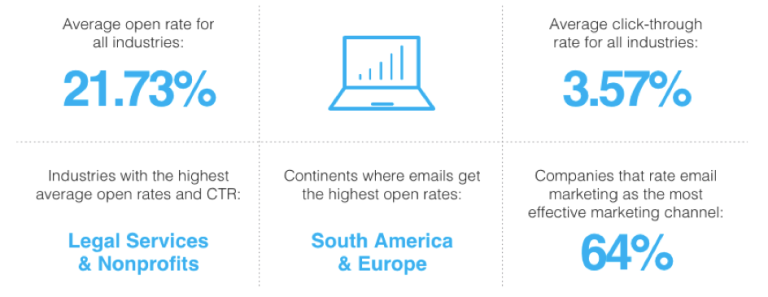 Average open rate for
all industries:
21.73%
Average click-through
rate for all industries:
3.57%
Industries with the highest
average open rates and CTR:
Legal Services
& Nonprofits
Continents where emails get
the highest open rates:
South America
& Europe
Companies that rate email
marketing as the most
effective marketing channel:
64%